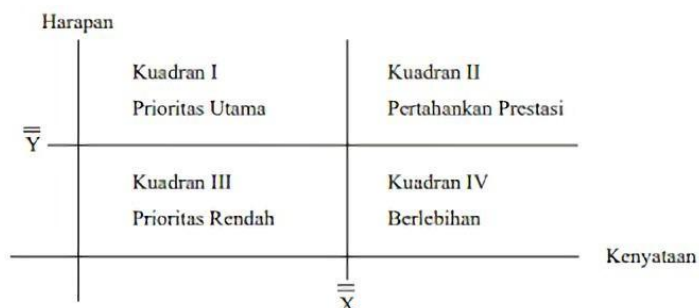 Harapan
Kuadran I
Prioritas Utama
Kuadran II
Pertahankan Prestasi
Y
Kuadran III
Prioritas Rendah
Kuadran IV
Berlebihan
Kenyataan
X